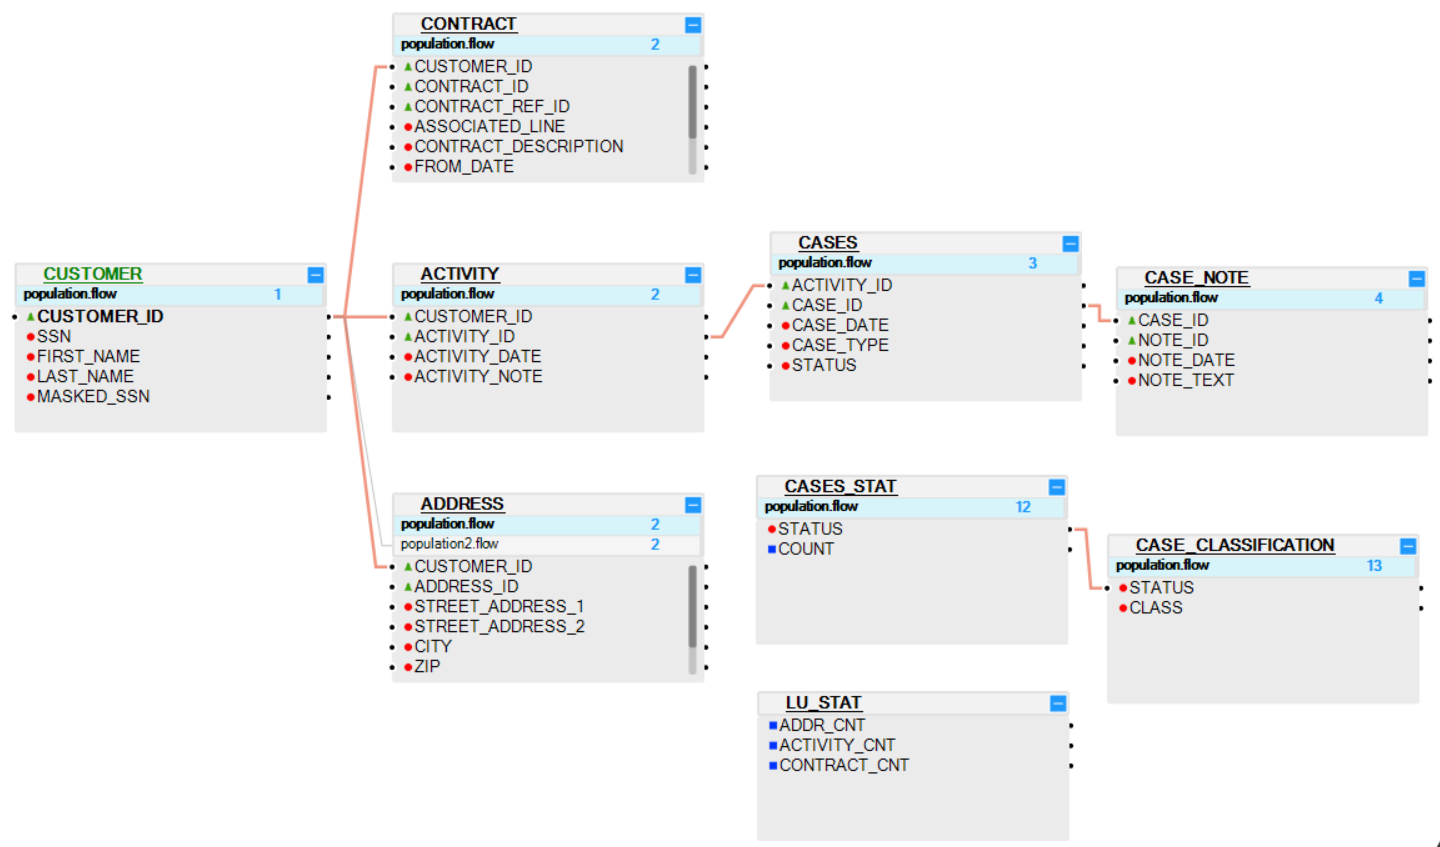 CONTRACT
population.flow 2
CUSTOMER_ID
CONTRACT_ID
CONTRACT_REF_ID
ASSOCIATED_LINE
CONTRACT_DESCRIPTION
FROM_DATE
CUSTOMER
population.flow 1
CUSTOMER_ID
SSN
FIRST_NAME
LAST_NAME
MASKED_SSN
ACTIVITY
population.flow 2
CUSTOMER_ID
ACTIVITY_ID
ACTIVITY_DATE
ACTIVITY_NOTE
CASES
population.flow 3
ACTIVITY_ID
CASE_ID
CASE_DATE
CASE_TYPE
STATUS
CASE_NOTE
population.flow 4
CASE_ID
NOTE_ID
NOTE_DATE
NOTE_TEXT
ADDRESS
population.flow 2
population2.flow 2
CUSTOMER_ID
ADDRESS_ID
STREET_ADDRESS_1
STREET_ADDRESS_2
CITY
ZIP
CASES_STAT
population.flow 12
STATUS
COUNT
CASE_CLASSIFICATION
population.flow 13
STATUS
CLASS
LU_STAT
ADDR_CNT
ACTIVITY_CNT
CONTRACT_CNT